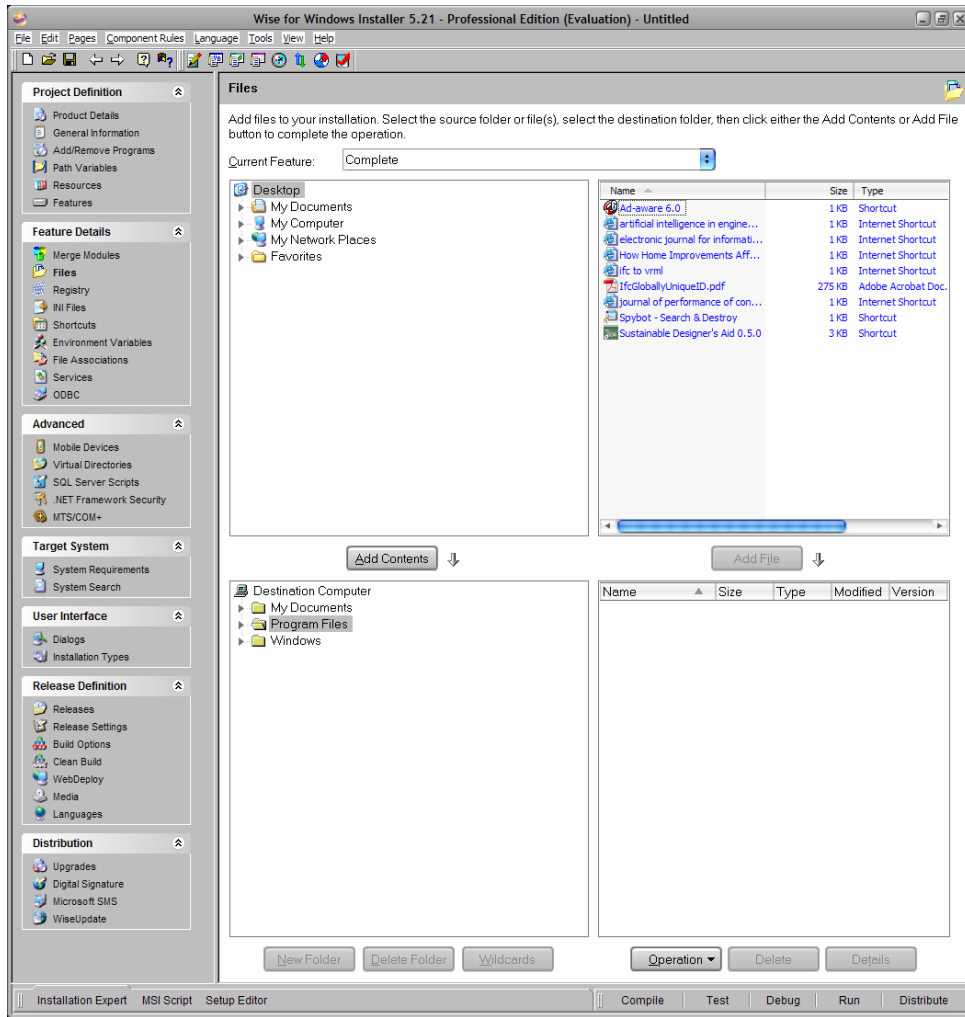 Wise for Windows Installer 5.21 - Professional Edition (Evaluation) - Untitled
File Edit Pages Component Rules Language Tools View Help
Project Definition
Product Details
General Information
Add/Remove Programs
Path Variables
Resources
Features
Feature Details
Merge Modules
Files
Registry
INI Files
Shortcuts
Environment Variables
File Associations
Services
ODBC
Advanced
Mobile Devices
Virtual Directories
SQL Server Scripts
.NET Framework Security
MTS/COM+
Target System
System Requirements
System Search
User Interface
Dialogs
Installation Types
Release Definition
Releases
Release Settings
Build Options
Clean Build
WebDeploy
Media
Languages
Distribution
Upgrades
Digital Signature
Microsoft SMS
WiseUpdate
Files
Add files to your installation. Select the source folder or file(s), select the destination folder, then click either the Add Contents or Add File
button to complete the operation.
Current Feature: Complete
Desktop
My Documents
My Computer
My Network Places
Favorites
Name Size Type
Ad-aware 6.0 1 KB Shortcut
artificial intelligence in engine... 1 KB Internet Shortcut
electronic journal for informati... 1 KB Internet Shortcut
How Home Improvements Aff... 1 KB Internet Shortcut
ifc to vrml 1 KB Internet Shortcut
IfcGloballyUniqueID.pdf 275 KB Adobe Acrobat Doc.
journal of performance of con... 1 KB Internet Shortcut
Spybot - Search & Destroy 1 KB Shortcut
Sustainable Designer's Aid 0.5.0 3 KB Shortcut
Add Contents
Add File
Destination Computer
My Documents
Program Files
Windows
Name Size Type Modified Version
New Folder Delete Folder Wildcards
Operation Delete Details
Installation Expert MSI Script Setup Editor
Compile Test Debug Run Distribute